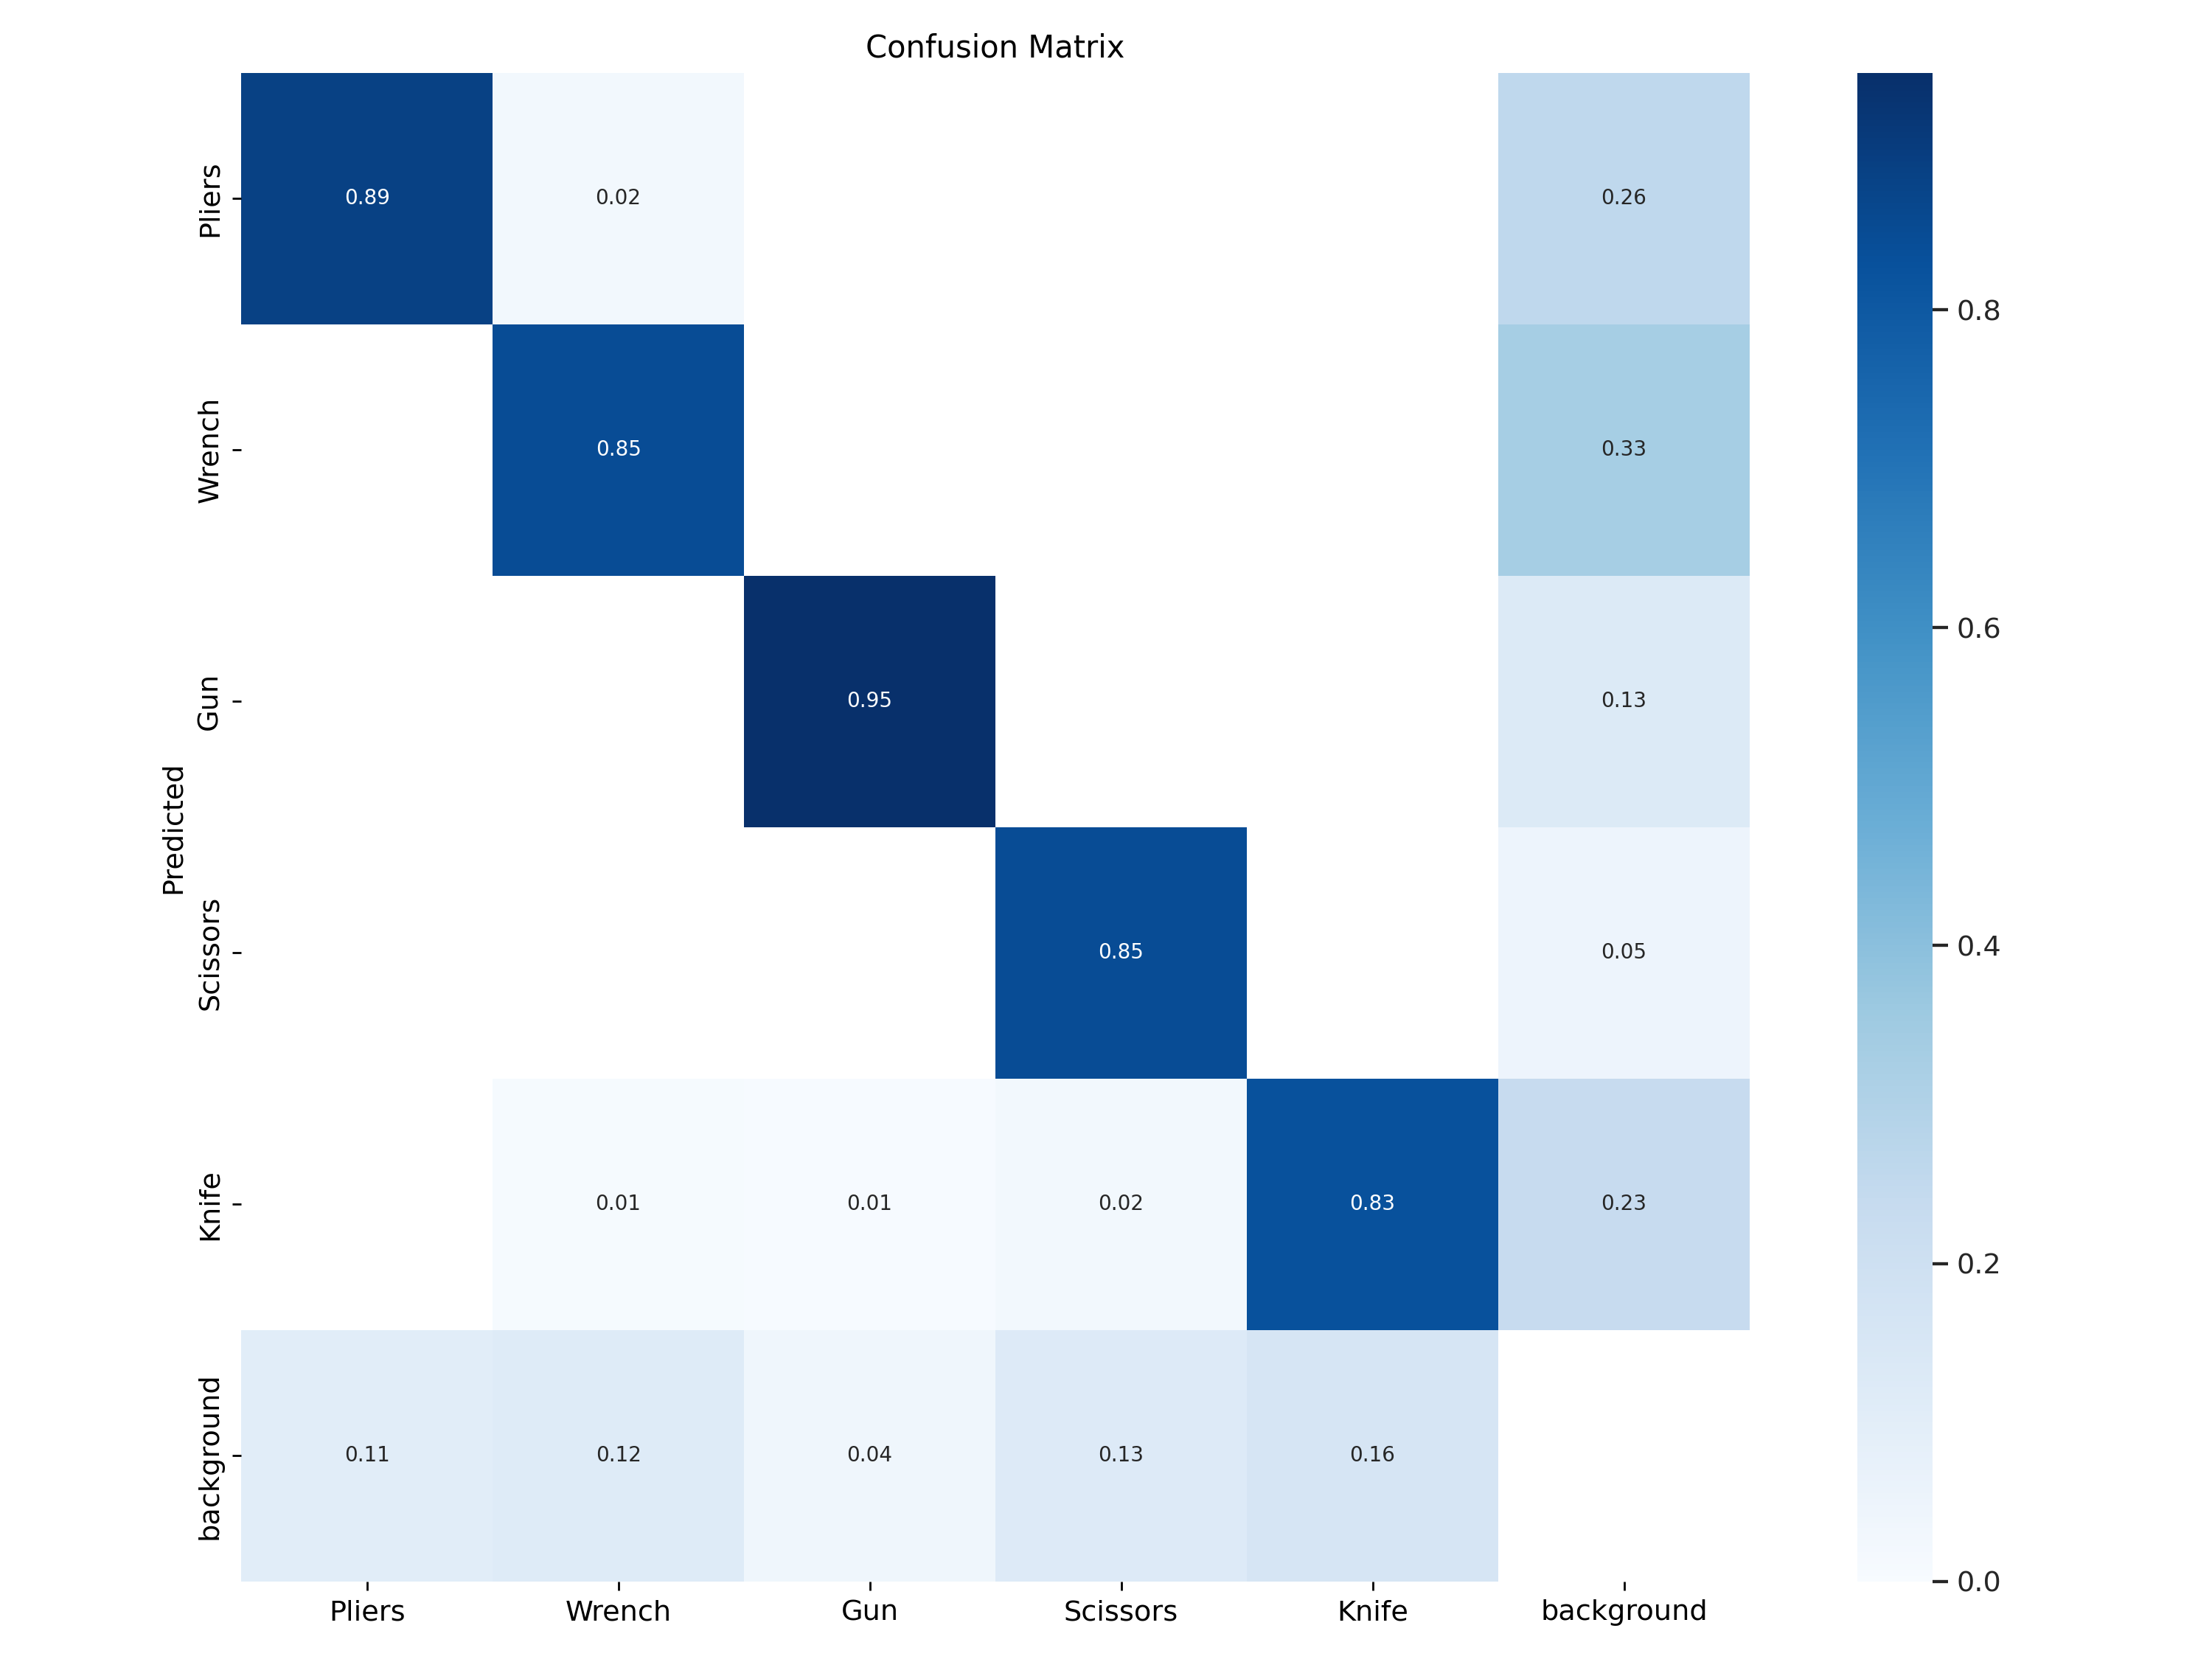 Confusion Matrix
Pliers
0.89
0.02
0.26
0.8
Wrench
0.85
0.33
0.6
Gun
0.95
0.13
Predicted
Scissors
0.85
0.05
0.4
Knife
0.01
0.01
0.02
0.83
0.23
0.2
background
0.11
0.12
0.04
0.13
0.16
0.0
Pliers
Wrench
Gun
Scissors
Knife
background